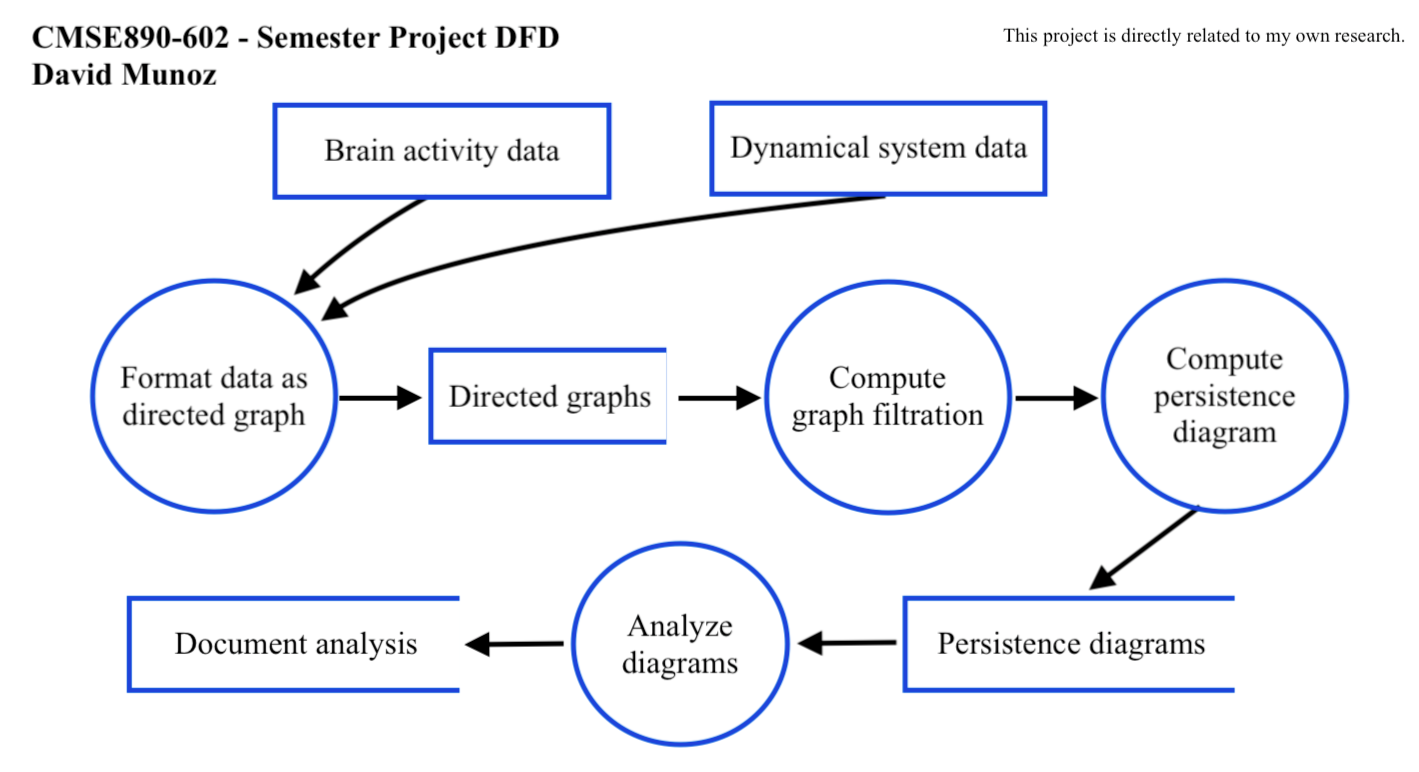 CMSE890-602 - Semester Project DFD
David Munoz
This project is directly related to my own research.
Brain activity data
Dynamical system data
Format data as
directed graph
Directed graphs
Compute
graph filtration
Compute
persistence
diagram
Document analysis
Analyze
diagrams
Persistence diagrams